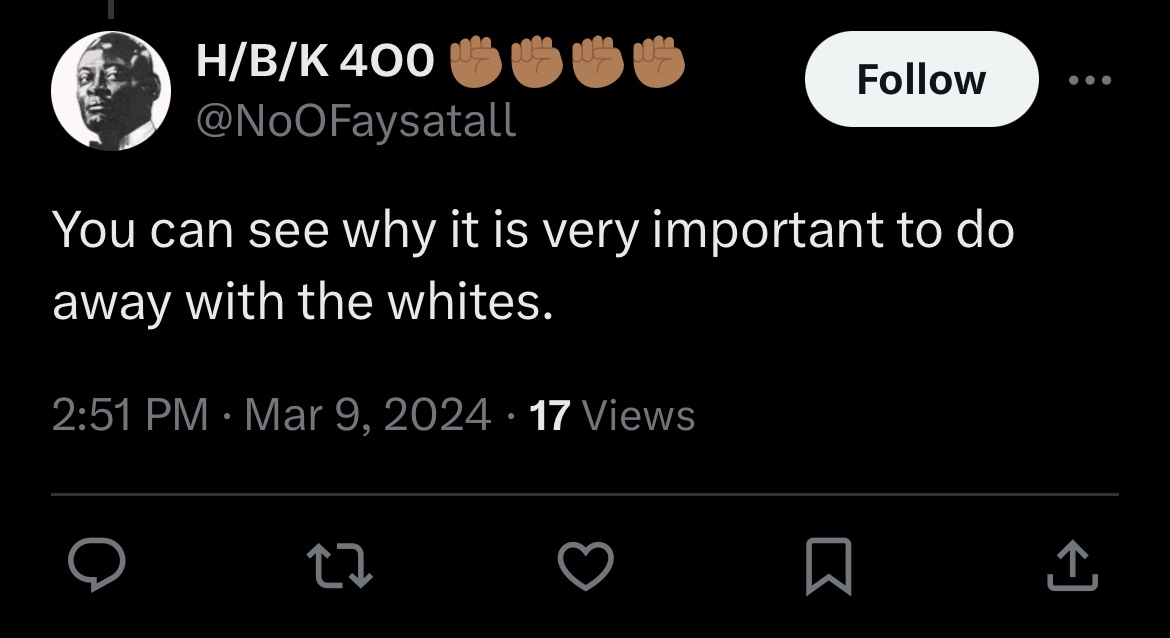 H/B/K 4O0 ✊🏽✊🏽✊🏽✊🏽
Follow
@NoOFaysatall
You can see why it is very important to do
away with the whites.
2:51 PM · Mar 9, 2024 · 17 Views